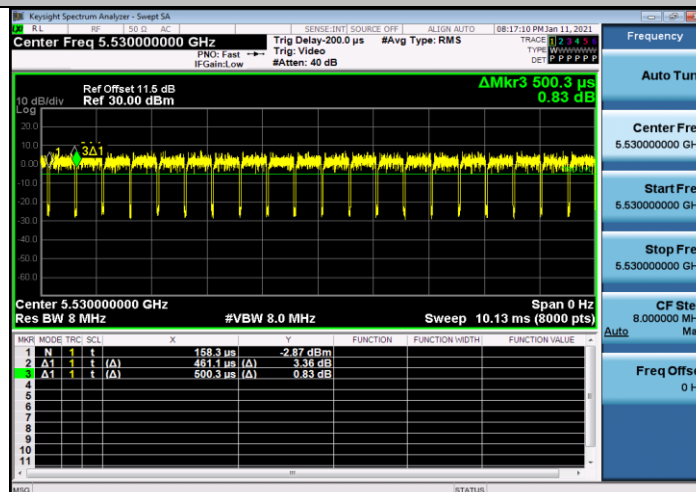 Keysight Spectrum Analyzer - Swept SA
RL RF 50 Ω AC SENSE:INT SOURCE OFF ALIGN AUTO 08:17:10 PM Jan 11, 2021
Center Freq 5.530000000 GHz
PNO: Fast
IFGain:Low
Trig Delay-200.0 µs
Trig: Video
#Atten: 40 dB
#Avg Type: RMS
TRACE 1 2 3 4 5 6
TYPE W
DET P P P P P P
ΔMkr3 500.3 µs
0.83 dB
Ref Offset 11.5 dB
10 dB/div Ref 30.00 dBm
Log
20.0
10.0
0.00
-10.0
-20.0
-30.0
-40.0
-50.0
-60.0
1
3Δ1
Center 5.530000000 GHz Span 0 Hz
Res BW 8 MHz #VBW 8.0 MHz Sweep 10.13 ms (8000 pts)
MKR MODE TRC SCL X Y FUNCTION FUNCTION WIDTH FUNCTION VALUE
1 N 1 t 158.3 µs -2.87 dBm
2 Δ1 1 t (Δ) 461.1 µs (Δ) 3.36 dB
3 Δ1 1 t (Δ) 500.3 µs (Δ) 0.83 dB
4
5
6
7
8
9
10
11
MSG STATUS
Frequency
Auto Tun
Center Fre
5.530000000 GH
Start Fre
5.530000000 GH
Stop Fre
5.530000000 GH
CF Ste
8.000000 MH
Auto Ma
Freq Offs
0 H